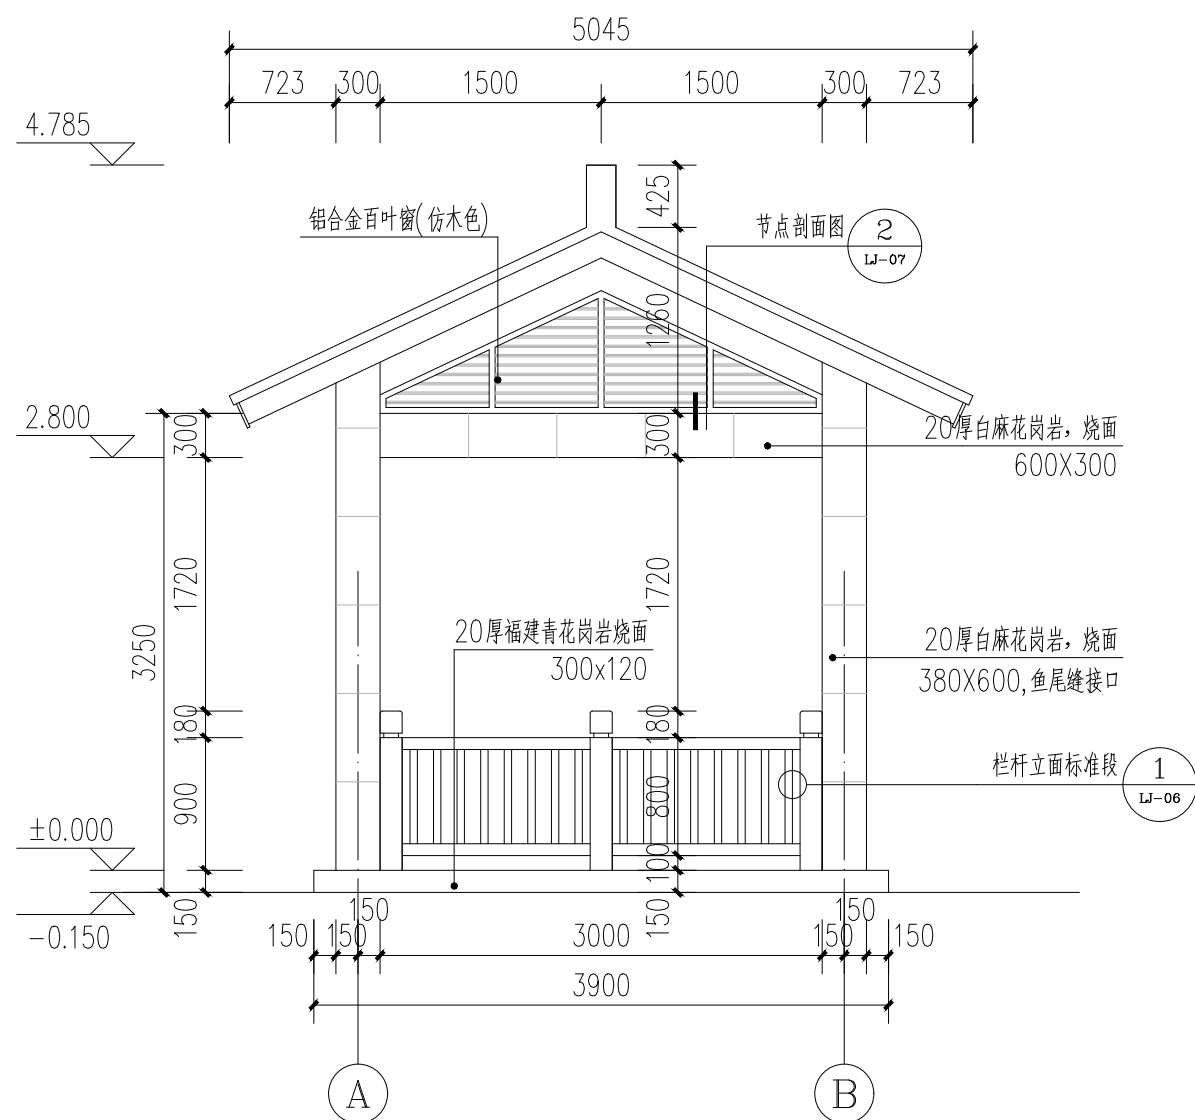 5045
723 300 1500 1500 300 723
4.785
425
铝合金百叶窗(仿木色)
节点剖面图
2
LJ-07
1260
2.800
300
300
20厚白麻花岗岩，烧面
600X300
1720
1720
3250
20厚福建青花岗岩烧面
300x120
20厚白麻花岗岩，烧面
380X600,鱼尾缝接口
180
180
栏杆立面标准段
1
LJ-06
900
800
±0.000
100
150
150
-0.150
150 150
150 150 3000 150 150
3900
A B